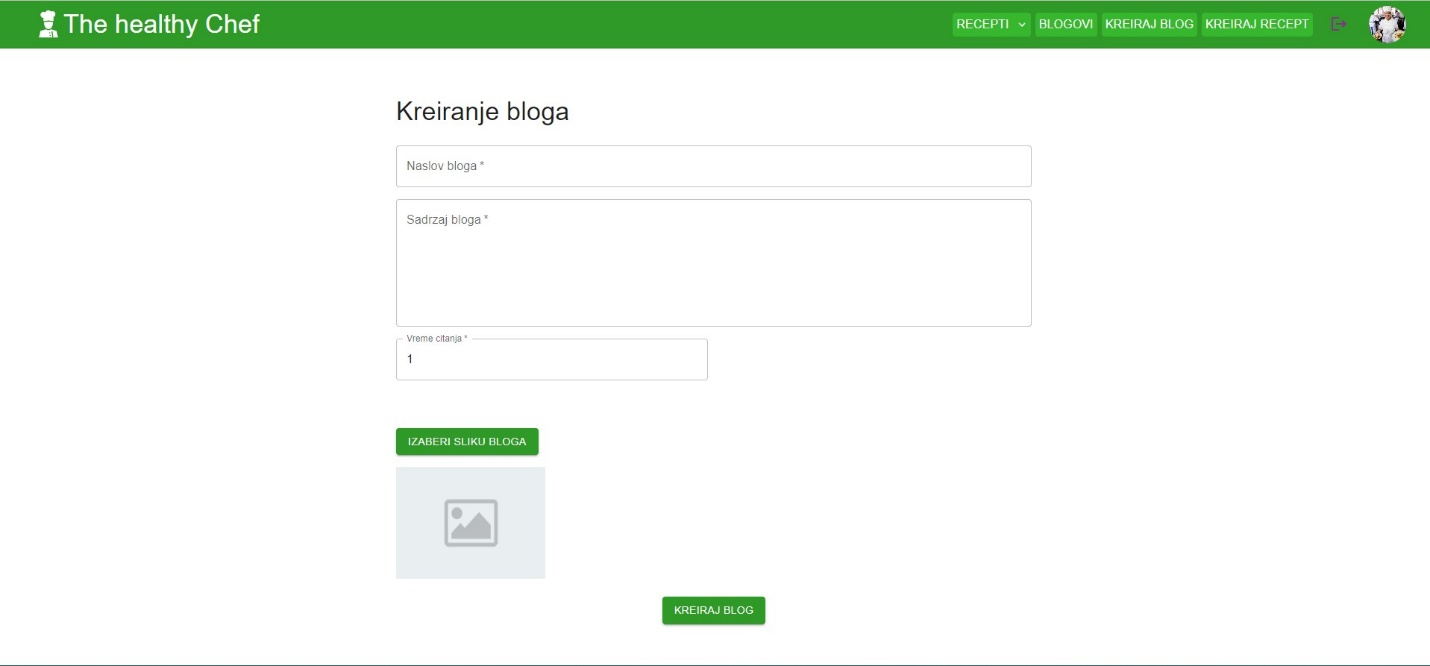 The healthy Chef
RECEPTI
BLOGOVI
KREIRAJ BLOG
KREIRAJ RECEPT
Kreiranje bloga
Naslov bloga *
Sadrzaj bloga *
Vreme citanja *
1
IZABERI SLIKU BLOGA
KREIRAJ BLOG